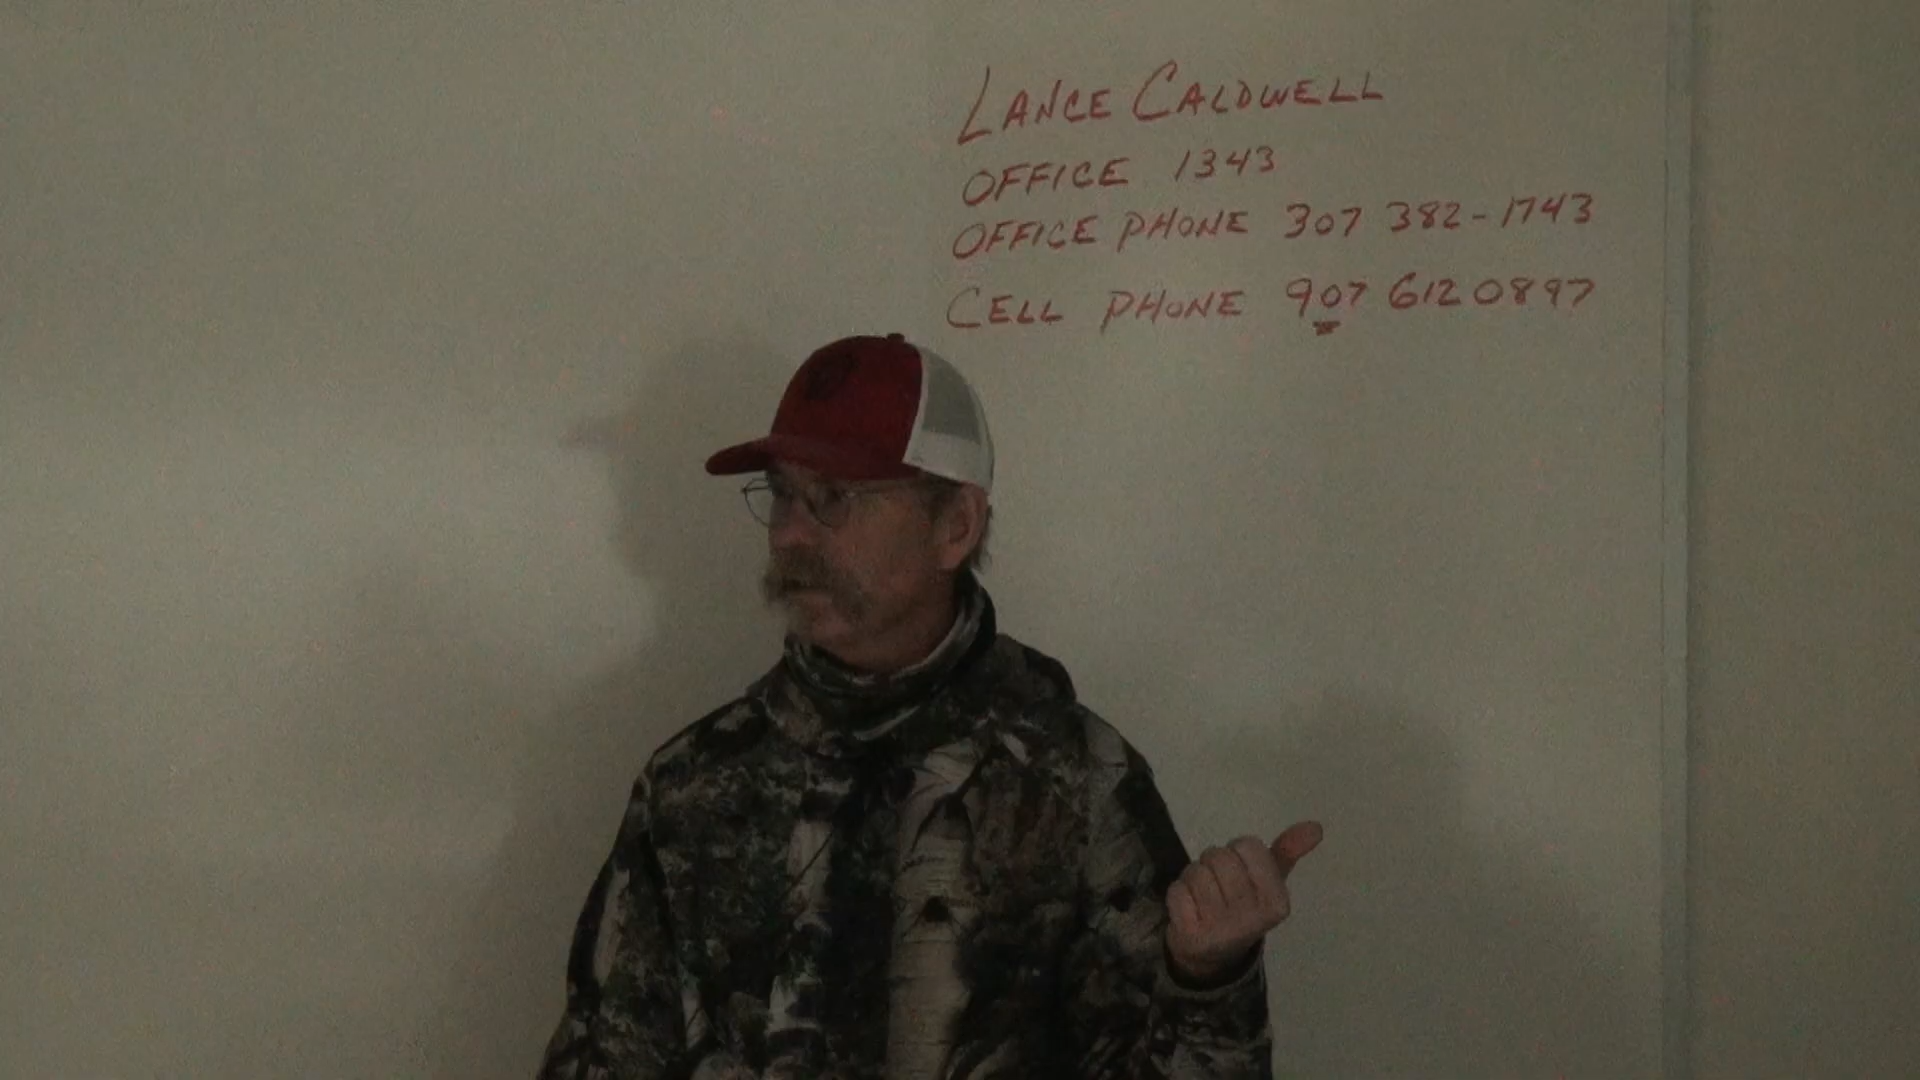 LANCE CALDWELL
OFFICE 1343
OFFICE PHONE 307 382-1743
CELL PHONE 907 612 0897